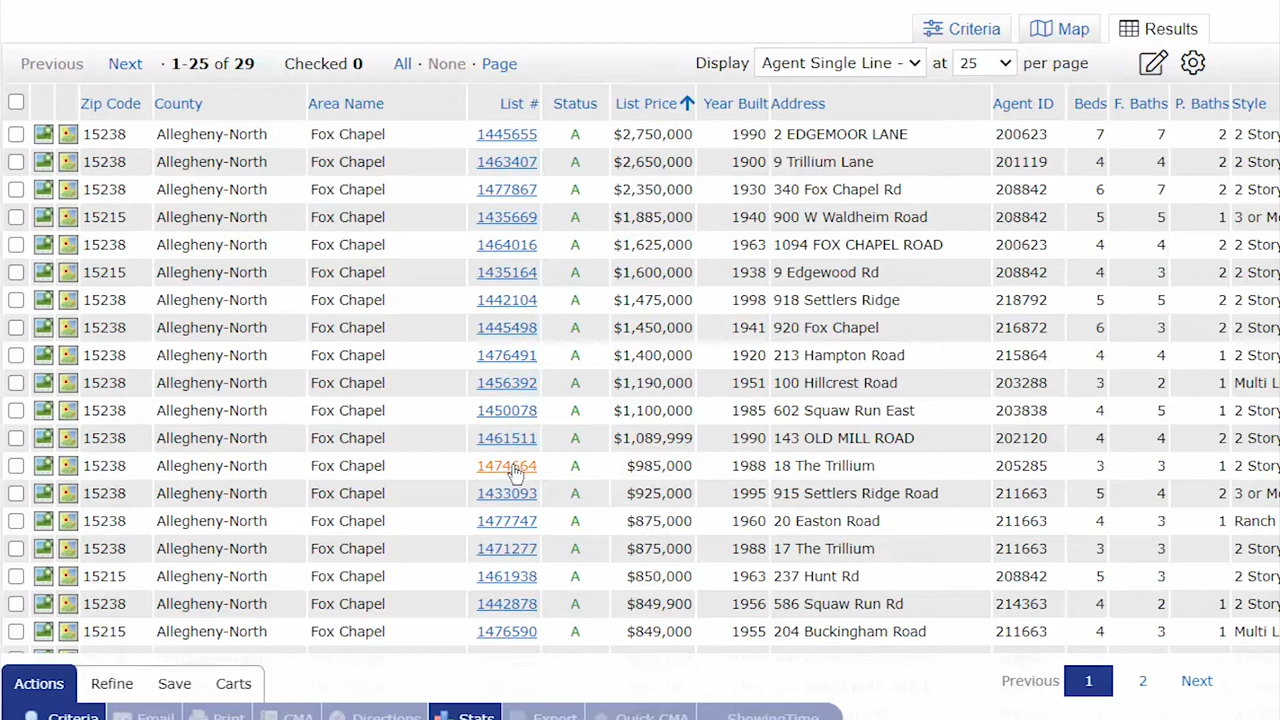 Criteria Map Results
Previous Next · 1-25 of 29 Checked 0 All · None · Page Display Agent Single Line - at 25 per page
Zip Code County Area Name List # Status List Price Year Built Address Agent ID Beds F. Baths P. Baths Style
15238 Allegheny-North Fox Chapel 1445655 A $2,750,000 1990 2 EDGEMOOR LANE 200623 7 7 2 2 Story
15238 Allegheny-North Fox Chapel 1463407 A $2,650,000 1900 9 Trillium Lane 201119 4 4 2 2 Story
15238 Allegheny-North Fox Chapel 1477867 A $2,350,000 1930 340 Fox Chapel Rd 208842 6 7 2 2 Story
15215 Allegheny-North Fox Chapel 1435669 A $1,885,000 1940 900 W Waldheim Road 208842 5 5 1 3 or Mo
15238 Allegheny-North Fox Chapel 1464016 A $1,625,000 1963 1094 FOX CHAPEL ROAD 200623 4 4 2 2 Story
15215 Allegheny-North Fox Chapel 1435164 A $1,600,000 1938 9 Edgewood Rd 208842 4 3 2 2 Story
15238 Allegheny-North Fox Chapel 1442104 A $1,475,000 1998 918 Settlers Ridge 218792 5 5 2 2 Story
15238 Allegheny-North Fox Chapel 1445498 A $1,450,000 1941 920 Fox Chapel 216872 6 3 2 2 Story
15238 Allegheny-North Fox Chapel 1476491 A $1,400,000 1920 213 Hampton Road 215864 4 4 1 2 Story
15238 Allegheny-North Fox Chapel 1456392 A $1,190,000 1951 100 Hillcrest Road 203288 3 2 1 Multi L
15238 Allegheny-North Fox Chapel 1450078 A $1,100,000 1985 602 Squaw Run East 203838 4 5 1 2 Story
15238 Allegheny-North Fox Chapel 1461511 A $1,089,999 1990 143 OLD MILL ROAD 202120 4 4 2 2 Story
15238 Allegheny-North Fox Chapel A $985,000 1988 18 The Trillium 205285 3 3 1 2 Story
15238 Allegheny-North Fox Chapel 1433093 A $925,000 1995 915 Settlers Ridge Road 211663 5 4 2 3 or Mo
15238 Allegheny-North Fox Chapel 1477747 A $875,000 1960 20 Easton Road 211663 4 3 1 Ranch
15238 Allegheny-North Fox Chapel 1471277 A $875,000 1988 17 The Trillium 211663 3 3 2 Story
15215 Allegheny-North Fox Chapel 1461938 A $850,000 1963 237 Hunt Rd 208842 5 3 2 Story
15238 Allegheny-North Fox Chapel 1442878 A $849,900 1956 586 Squaw Run Rd 214363 4 2 1 2 Story
15215 Allegheny-North Fox Chapel 1476590 A $849,000 1955 204 Buckingham Road 211663 4 3 1 Multi L
Actions Refine Save Carts Previous 1 2 Next
Criteria Email Print CMA Directions Stats Export Quick CMA ShowingTime